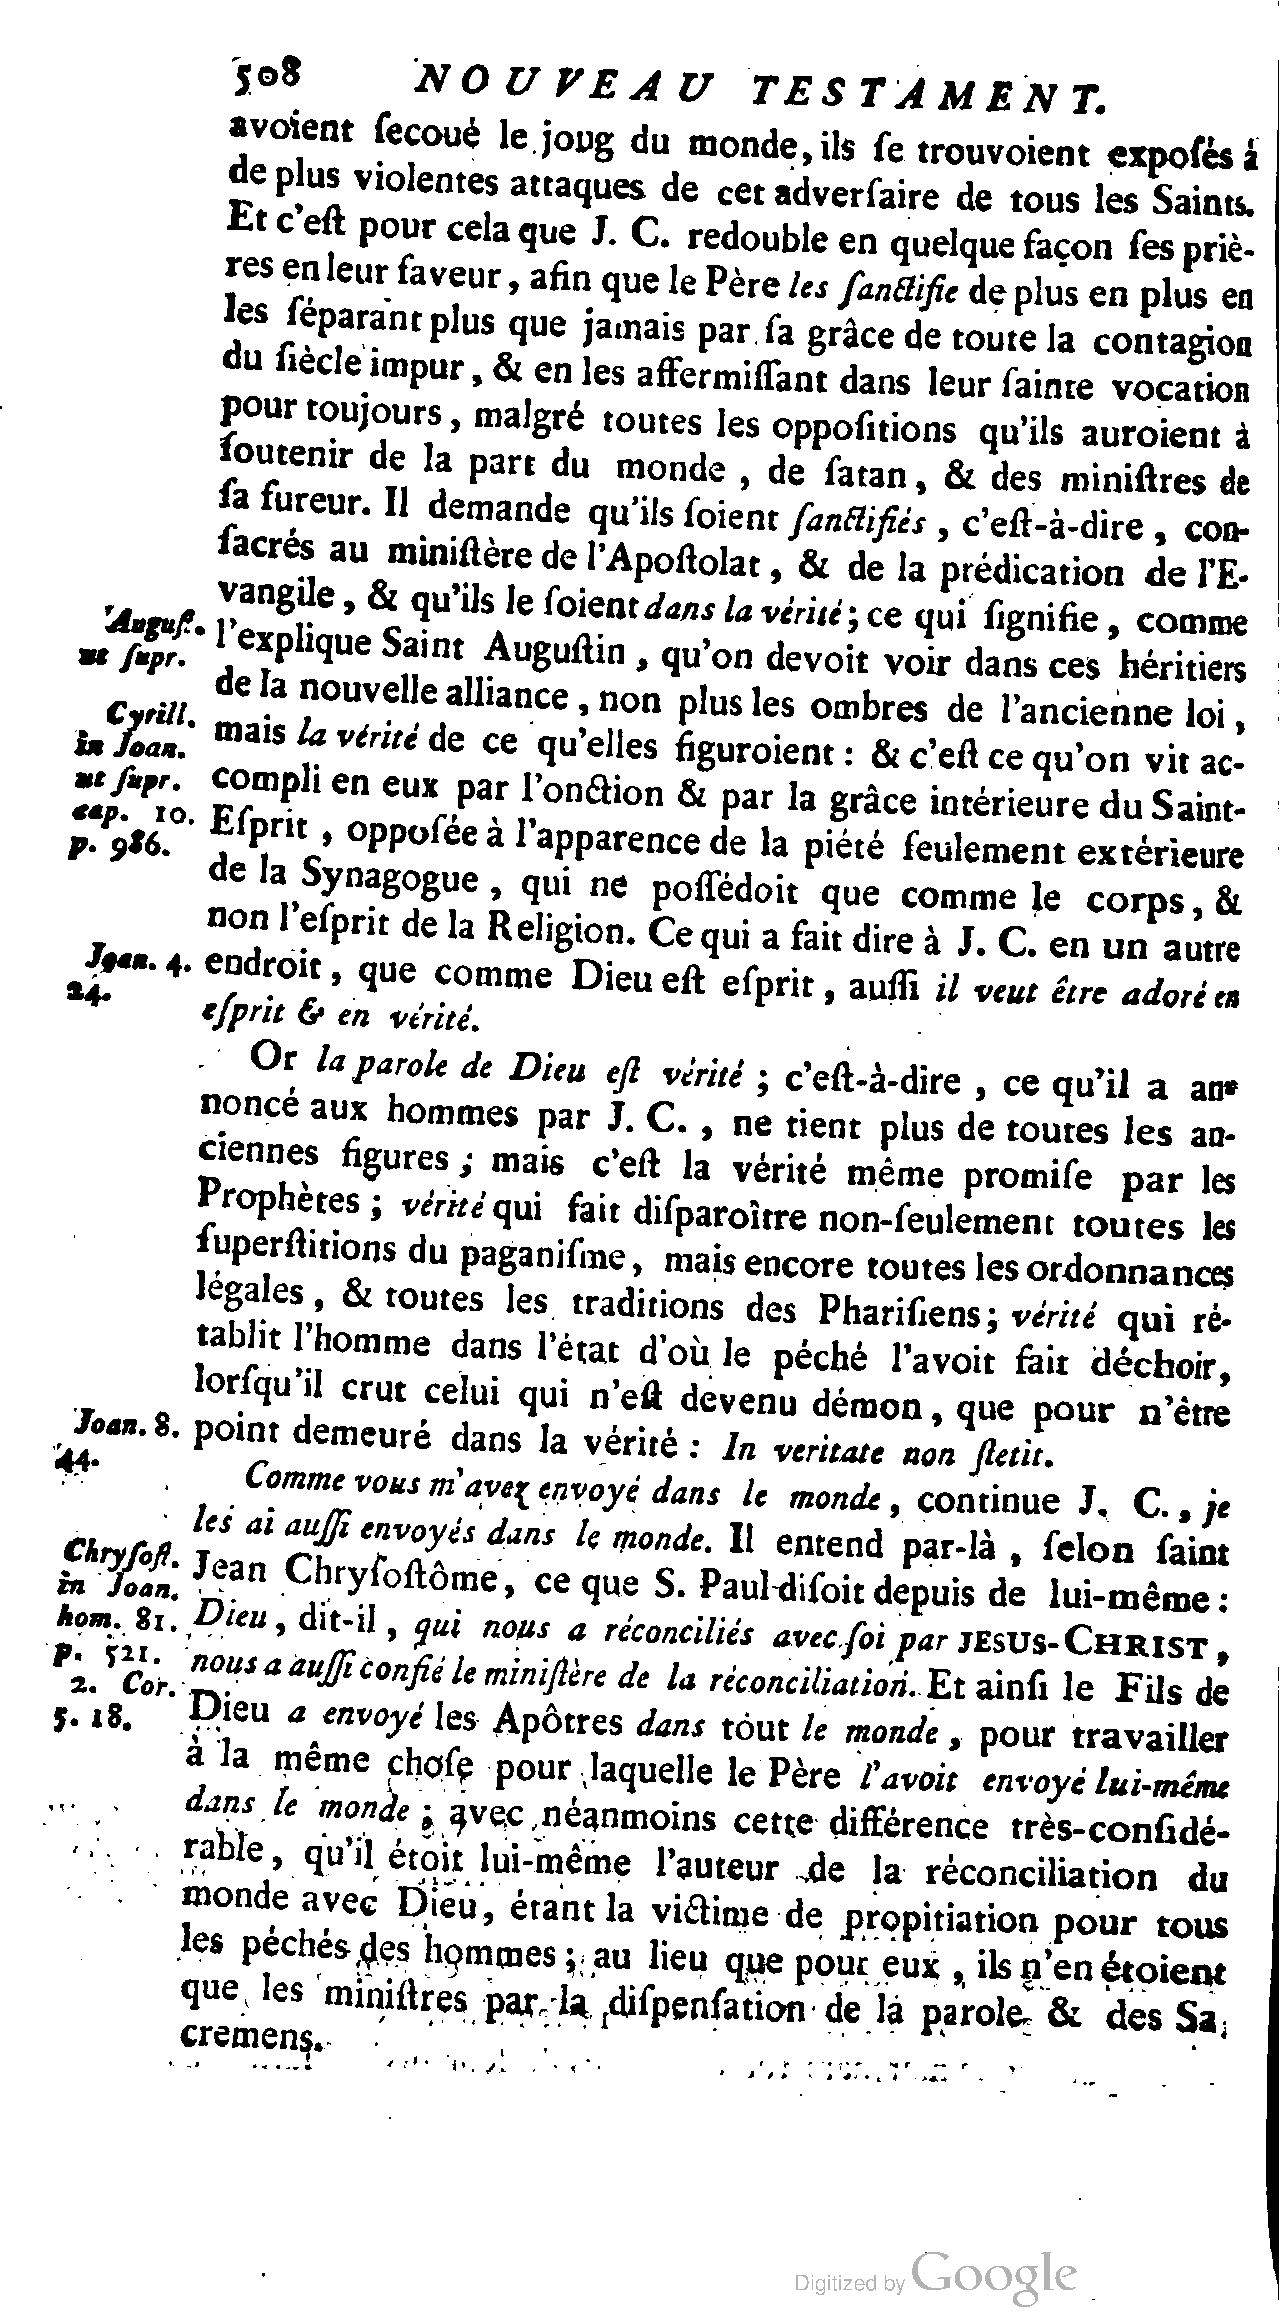 508 NOUVEAU TESTAMENT.
avoient ſecoué le joug du monde, ils ſe trouvoient expoſés à
de plus violentes attaques de cet adverſaire de tous les Saints.
Et c'eſt pour cela que J. C. redouble en quelque façon ſes priè-
res en leur faveur, afin que le Père les ſanctifie de plus en plus en
les ſéparant plus que jamais par ſa grâce de toute la contagion
du ſiècle impur, & en les affermiſſant dans leur ſainte vocation
pour toujours, malgré toutes les oppoſitions qu'ils auroient à
ſoutenir de la part du monde, de ſatan, & des miniſtres de
ſa fureur. Il demande qu'ils ſoient ſanctifiés, c'eſt-à-dire, con-
ſacrés au miniſtère de l'Apoſtolat, & de la prédication de l'E-
vangile, & qu'ils le ſoient dans la vérité; ce qui ſignifie, comme
Auguſt. l'explique Saint Auguſtin, qu'on devoit voir dans ces héritiers
ut ſupr.
de la nouvelle alliance, non plus les ombres de l'ancienne loi,
Cyrill. mais la vérité de ce qu'elles figuroient: & c'eſt ce qu'on vit ac-
in Joan.
ut ſupr. compli en eux par l'onction & par la grâce intérieure du Saint-
cap. 10. Eſprit, oppoſée à l'apparence de la piété ſeulement extérieure
p. 986.
de la Synagogue, qui ne poſſédoit que comme le corps, &
non l'eſprit de la Religion. Ce qui a fait dire à J. C. en un autre
Joan. 4. endroit, que comme Dieu eſt eſprit, auſſi il veut être adoré en
24.
eſprit & en vérité.
Or la parole de Dieu eſt vérité; c'eſt-à-dire, ce qu'il a an-
noncé aux hommes par J. C., ne tient plus de toutes les an-
ciennes figures; mais c'eſt la vérité même promiſe par les
Prophètes; vérité qui fait diſparoître non-ſeulement toutes les
ſuperſtitions du paganiſme, mais encore toutes les ordonnances
légales, & toutes les traditions des Phariſiens; vérité qui ré-
tablit l'homme dans l'état d'où le péché l'avoit fait déchoir,
lorſqu'il crut celui qui n'eſt devenu démon, que pour n'être
Joan. 8. point demeuré dans la vérité: In veritate non ſtetit.
44.
Comme vous m'avez envoyé dans le monde, continue J. C., je
les ai auſſi envoyés dans le monde. Il entend par-là, ſelon ſaint
Chryſoſt. Jean Chryſoſtôme, ce que S. Paul diſoit depuis de lui-même:
in Joan.
hom. 81. Dieu, dit-il, qui nous a réconciliés avec ſoi par JESUS-CHRIST,
p. 521. nous a auſſi confié le miniſtère de la réconciliation. Et ainſi le Fils de
2. Cor.
5. 18. Dieu a envoyé les Apôtres dans tout le monde, pour travailler
à la même choſe pour laquelle le Père l'avoit envoyé lui-même
dans le monde; avec néanmoins cette différence très-conſidé-
rable, qu'il étoit lui-même l'auteur de la réconciliation du
monde avec Dieu, étant la victime de propitiation pour tous
les péchés des hommes; au lieu que pour eux, ils n'en étoient
que les miniſtres par la diſpenſation de la parole & des Sa-
cremens.
Digitized by Google